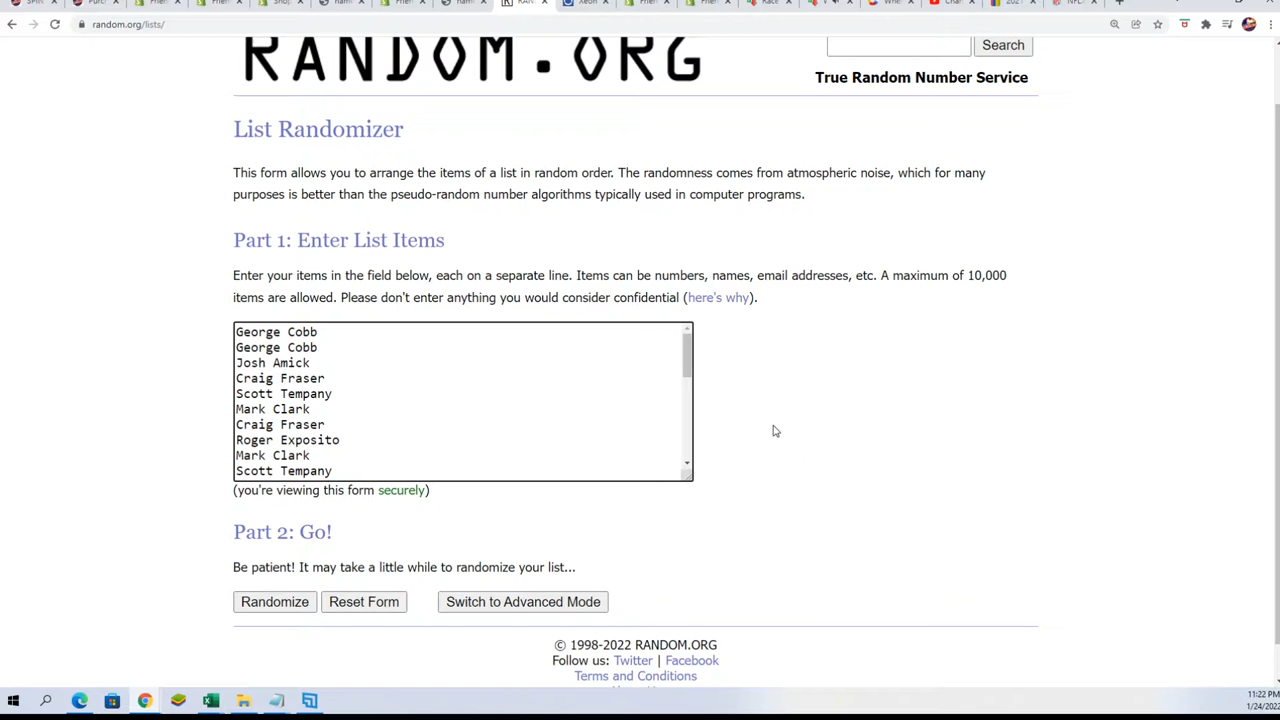 random.org/lists/
RANDOM.ORG
Search
True Random Number Service
List Randomizer
This form allows you to arrange the items of a list in random order. The randomness comes from atmospheric noise, which for many
purposes is better than the pseudo-random number algorithms typically used in computer programs.
Part 1: Enter List Items
Enter your items in the field below, each on a separate line. Items can be numbers, names, email addresses, etc. A maximum of 10,000
items are allowed. Please don't enter anything you would consider confidential (here's why).
George Cobb
George Cobb
Josh Amick
Craig Fraser
Scott Tempany
Mark Clark
Craig Fraser
Roger Exposito
Mark Clark
Scott Tempany
(you're viewing this form securely)
Part 2: Go!
Be patient! It may take a little while to randomize your list...
Randomize Reset Form Switch to Advanced Mode
© 1998-2022 RANDOM.ORG
Follow us: Twitter | Facebook
Terms and Conditions
11:22 PM
1/24/2022